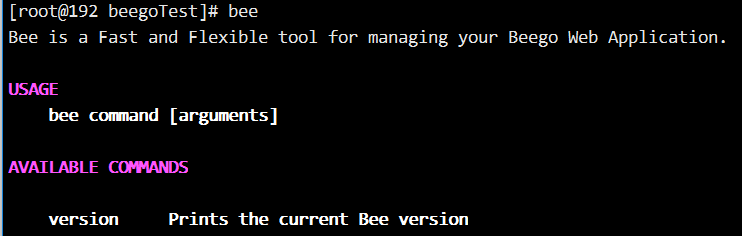 [root@192 beegoTest]# bee
Bee is a Fast and Flexible tool for managing your Beego Web Application.
USAGE
bee command [arguments]
AVAILABLE COMMANDS
version Prints the current Bee version